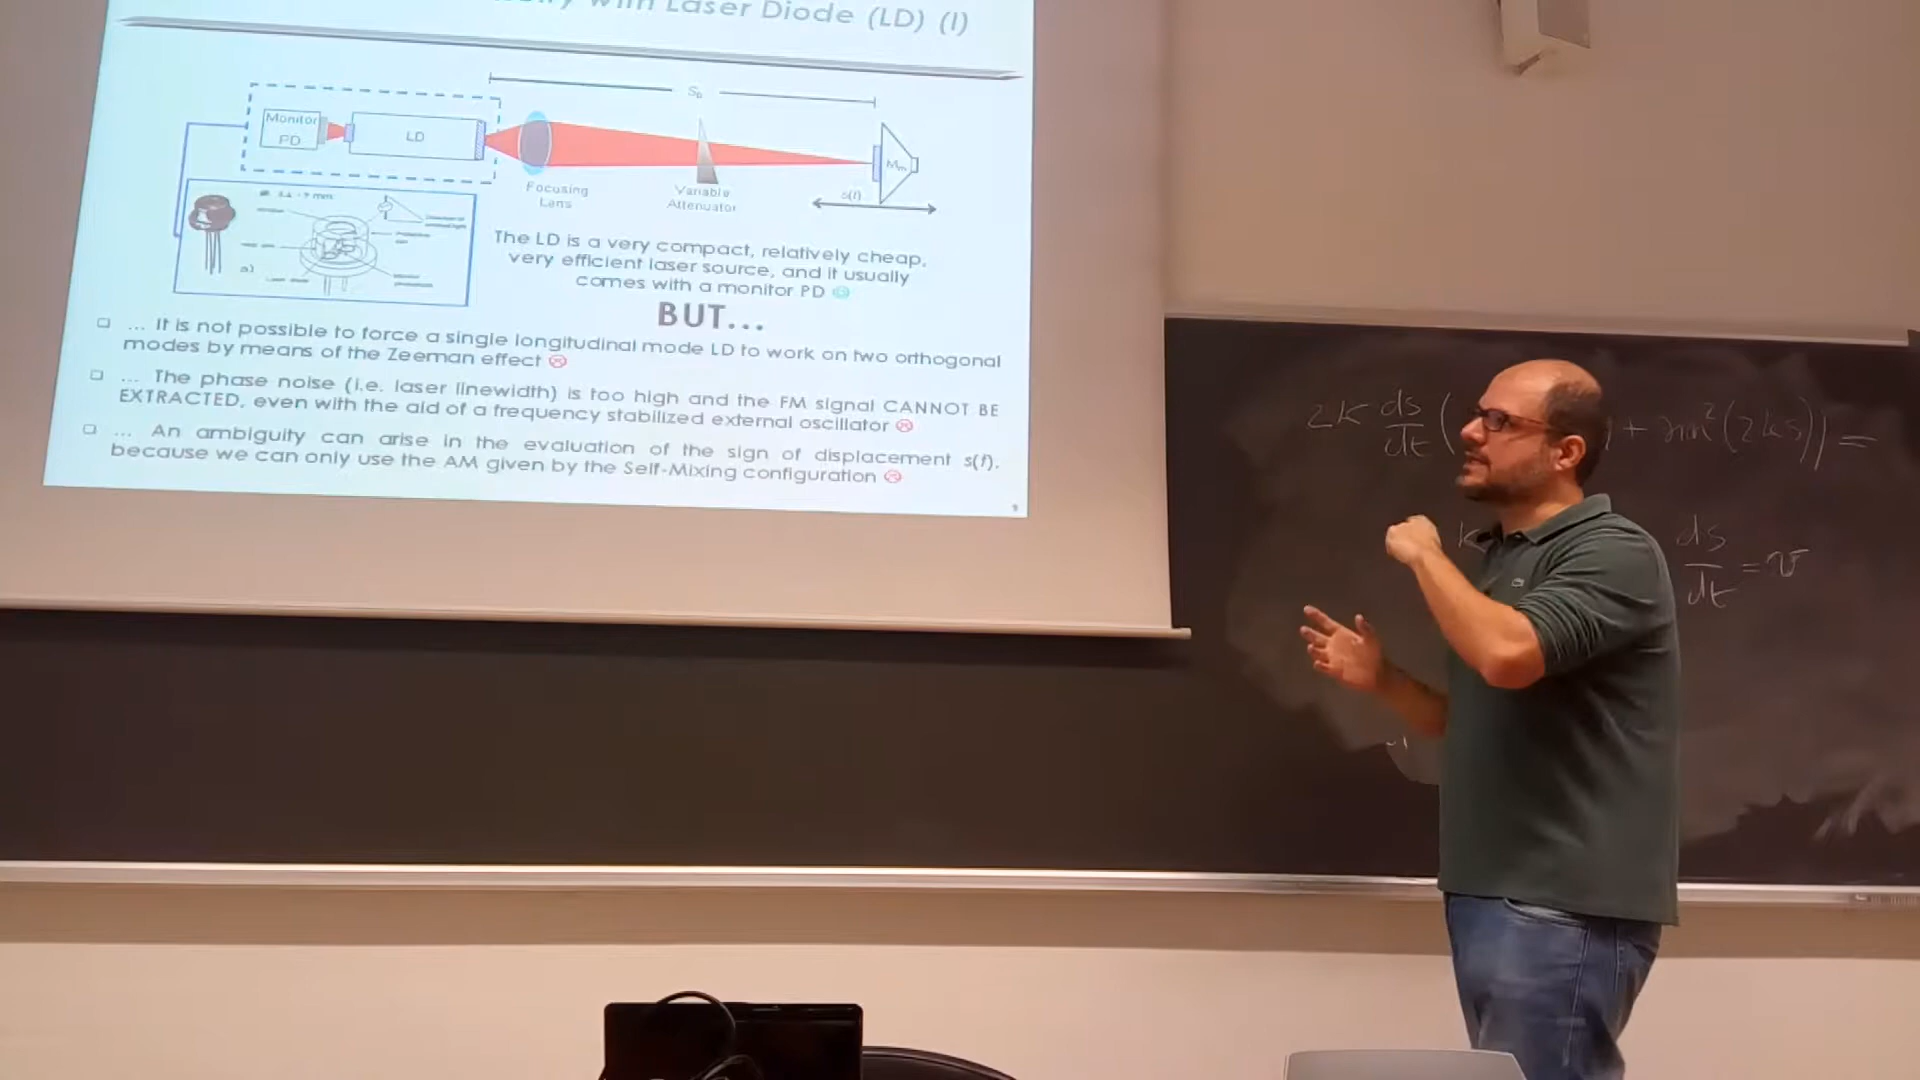 with Laser Diode (LD) (I)
S₀
Monitor
PD
LD
Focusing
Lens
Variable
Attenuator
Mm
s(t)
a)
The LD is a very compact, relatively cheap,
very efficient laser source, and it usually
comes with a monitor PD ☺
BUT...
❑ ... It is not possible to force a single longitudinal mode LD to work on two orthogonal
modes by means of the Zeeman effect ☹
❑ ... The phase noise (i.e. laser linewidth) is too high and the FM signal CANNOT BE
EXTRACTED, even with the aid of a frequency stabilized external oscillator ☹
❑ ... An ambiguity can arise in the evaluation of the sign of displacement s(t),
because we can only use the AM given by the Self-Mixing configuration ☹
9
2k ds/dt ( ) + sin²(2ks) | =
k
ds/dt = v